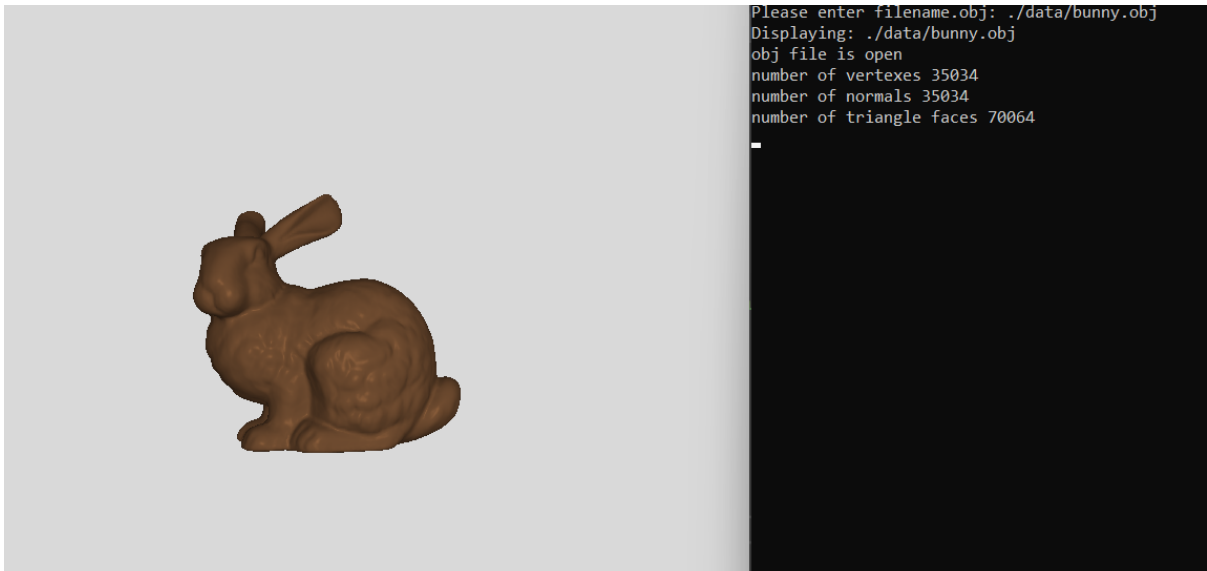 Please enter filename.obj: ./data/bunny.obj
Displaying: ./data/bunny.obj
obj file is open
number of vertexes 35034
number of normals 35034
number of triangle faces 70064